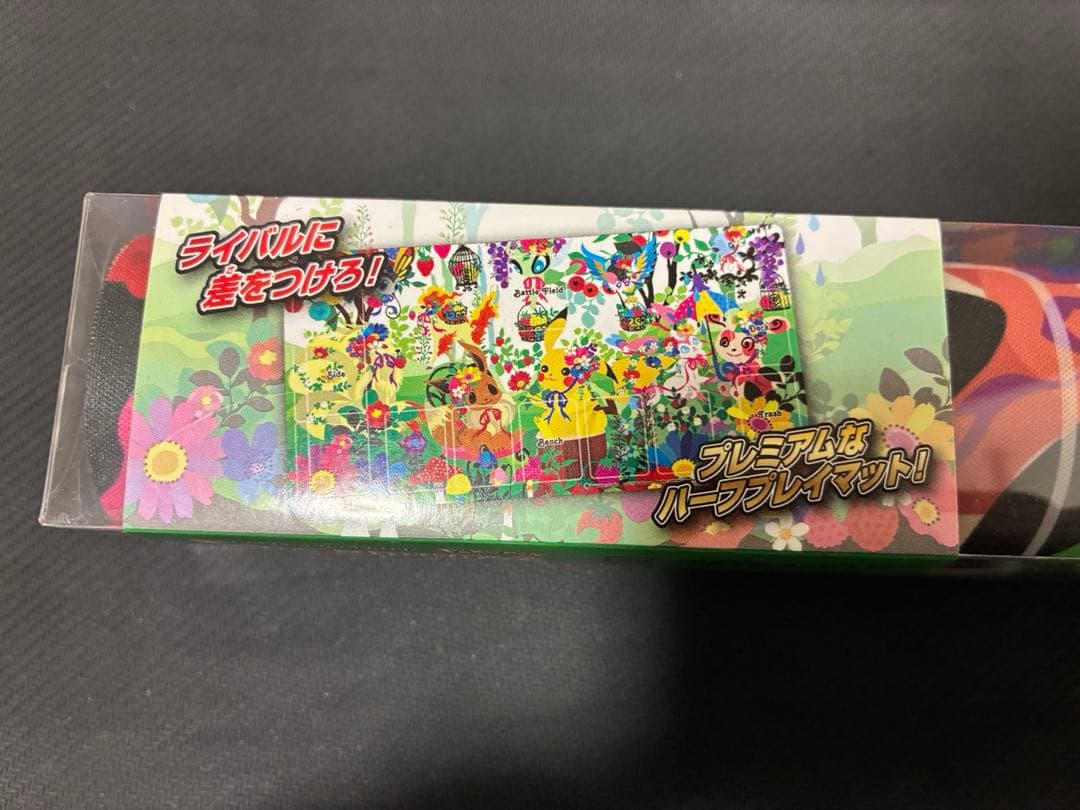 ライバルに
差をつけろ!
Battle Field
Side
Deck
Bench
Trash
プレミアムな
ハーフプレイマット!